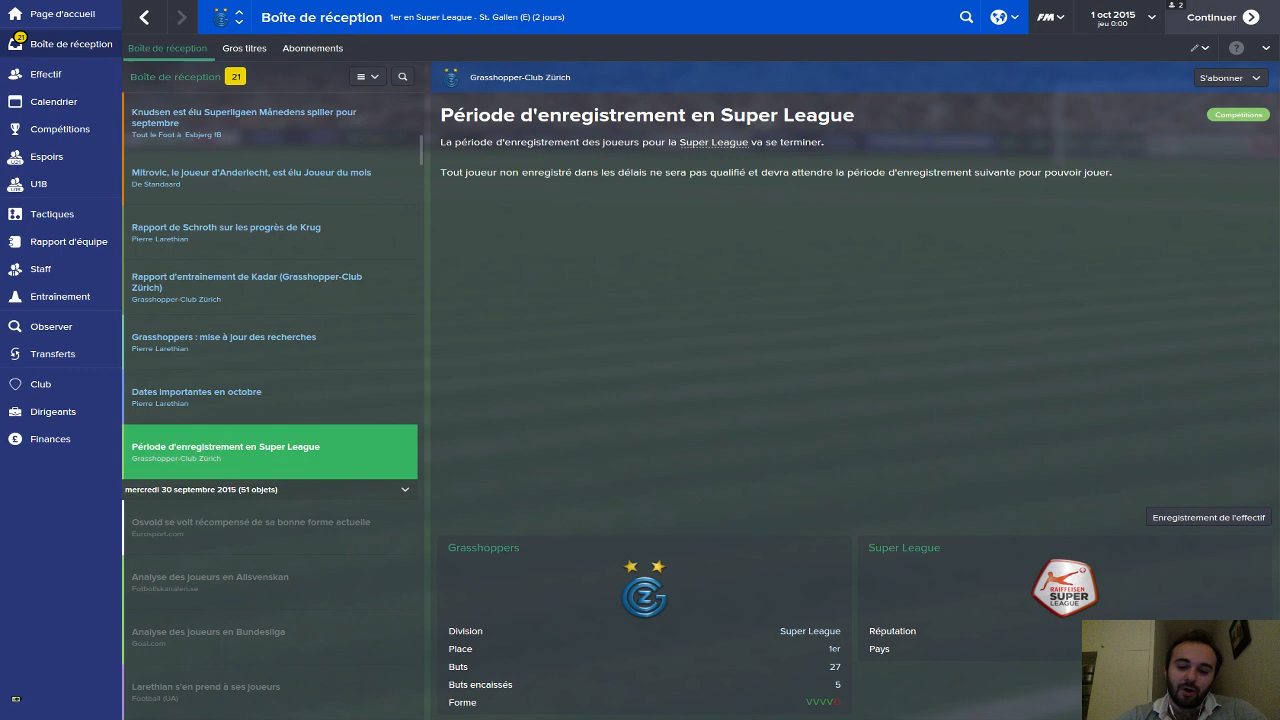 Page d'accueil
21
Boîte de réception
Effectif
Calendrier
Compétitions
Espoirs
U18
Tactiques
Rapport d'équipe
Staff
Entraînement
Observer
Transferts
Club
Dirigeants
Finances
Boîte de réception
1er en Super League - St. Gallen (E) (2 jours)
FM
1 oct 2015
jeu 0:00
2
Continuer
Boîte de réception
Gros titres
Abonnements
?
Boîte de réception 21
Knudsen est élu Superligaen Månedens spiller pour
septembre
Tout le Foot à Esbjerg fB
Mitrovic, le joueur d'Anderlecht, est élu Joueur du mois
De Standaard
Rapport de Schroth sur les progrès de Krug
Pierre Larethian
Rapport d'entraînement de Kadar (Grasshopper-Club
Zürich)
Grasshopper-Club Zürich
Grasshoppers : mise à jour des recherches
Pierre Larethian
Dates importantes en octobre
Pierre Larethian
Période d'enregistrement en Super League
Grasshopper-Club Zürich
mercredi 30 septembre 2015 (51 objets)
Osvold se voit récompensé de sa bonne forme actuelle
Eurosport.com
Analyse des joueurs en Allsvenskan
Fotbollskanalen.se
Analyse des joueurs en Bundesliga
Goal.com
Larethian s'en prend à ses joueurs
Football (UA)
Grasshopper-Club Zürich
S'abonner
Période d'enregistrement en Super League
Compétitions
La période d'enregistrement des joueurs pour la Super League va se terminer.
Tout joueur non enregistré dans les délais ne sera pas qualifié et devra attendre la période d'enregistrement suivante pour pouvoir jouer.
Enregistrement de l'effectif
Grasshoppers
Division Super League
Place 1er
Buts 27
Buts encaissés 5
Forme VVVVD
Super League
RAIFFEISEN
SUPER
LEAGUE
Réputation
Pays